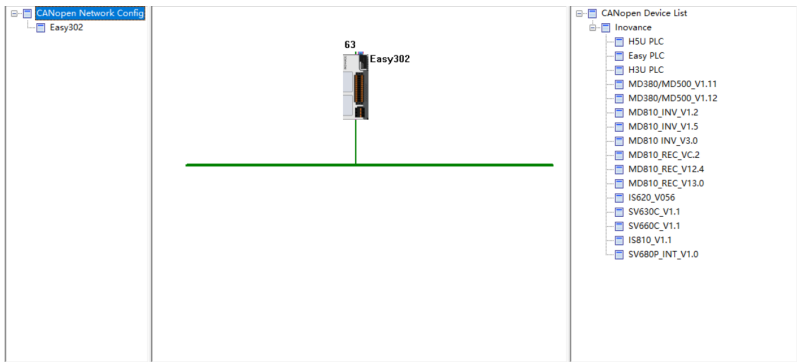 CANopen Network Config
Easy302
63
Easy302
CANopen Device List
Inovance
H5U PLC
Easy PLC
H3U PLC
MD380/MD500_V1.11
MD380/MD500_V1.12
MD810_INV_V1.2
MD810_INV_V1.5
MD810 INV_V3.0
MD810_REC_VC.2
MD810_REC_V12.4
MD810_REC_V13.0
IS620_V056
SV630C_V1.1
SV660C_V1.1
IS810_V1.1
SV680P_INT_V1.0